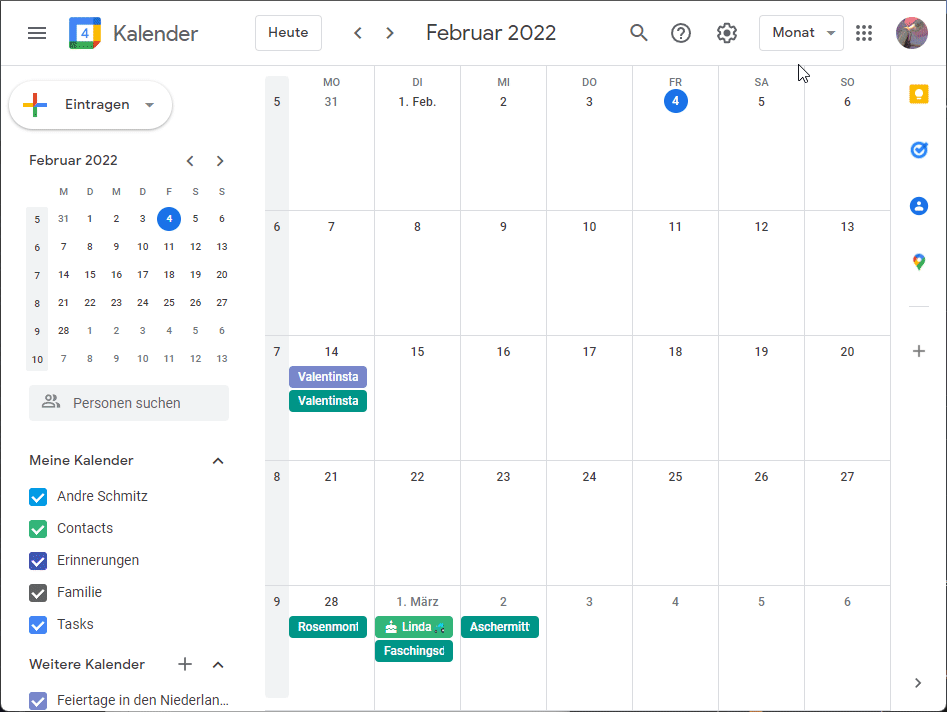 4 Kalender Heute Februar 2022 Monat
Eintragen
Februar 2022
M D M D F S S
5 31 1 2 3 4 5 6
6 7 8 9 10 11 12 13
7 14 15 16 17 18 19 20
8 21 22 23 24 25 26 27
9 28 1 2 3 4 5 6
10 7 8 9 10 11 12 13
Personen suchen
Meine Kalender
Andre Schmitz
Contacts
Erinnerungen
Familie
Tasks
Weitere Kalender
Feiertage in den Niederlan...
MO DI MI DO FR SA SO
5 31 1. Feb. 2 3 4 5 6
6 7 8 9 10 11 12 13
7 14 15 16 17 18 19 20
Valentinsta
Valentinsta
8 21 22 23 24 25 26 27
9 28 1. März 2 3 4 5 6
Rosenmont Linda Aschermitt
Faschingsd